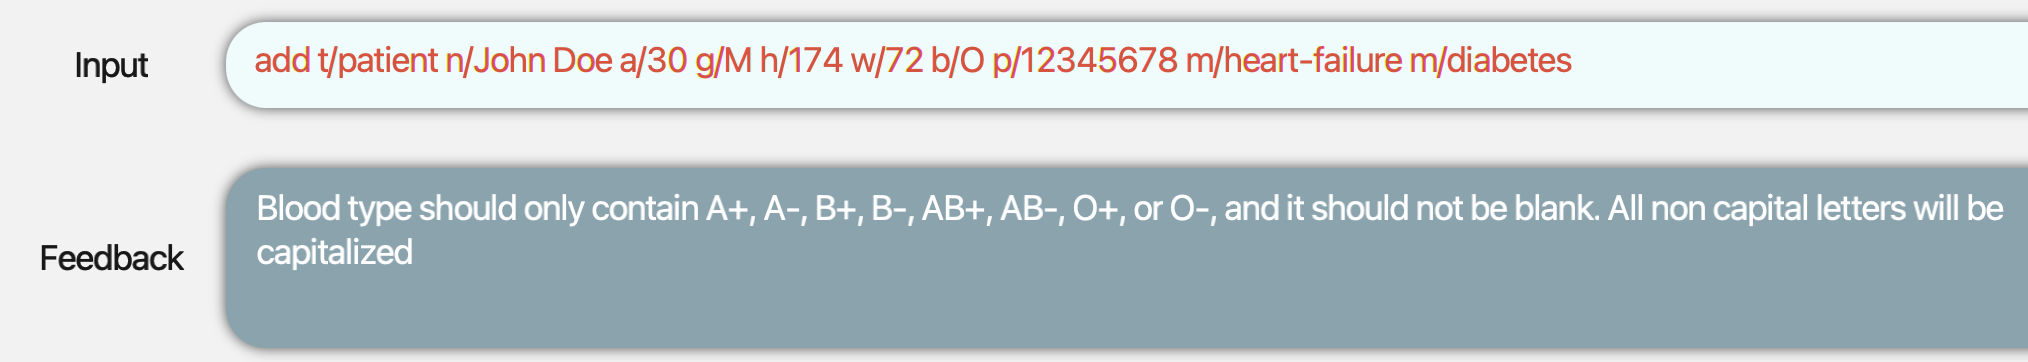 Input
add t/patient n/John Doe a/30 g/M h/174 w/72 b/O p/12345678 m/heart-failure m/diabetes
Feedback
Blood type should only contain A+, A-, B+, B-, AB+, AB-, O+, or O-, and it should not be blank. All non capital letters will be
capitalized